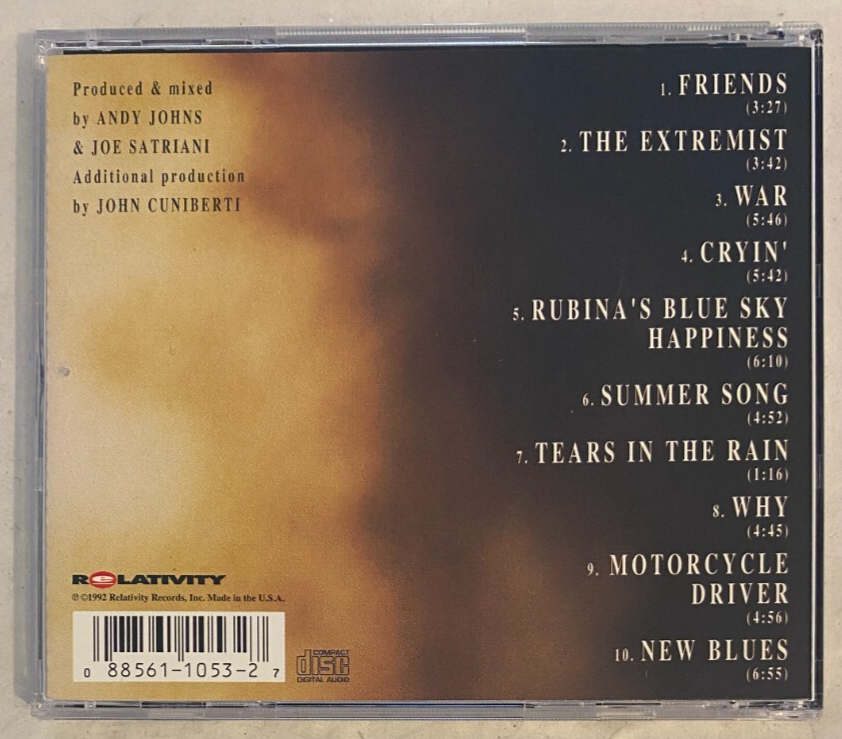 Produced & mixed
by ANDY JOHNS
& JOE SATRIANI
Additional production
by JOHN CUNIBERTI
1. FRIENDS
(3:27)
2. THE EXTREMIST
(3:42)
3. WAR
(5:46)
4. CRYIN'
(5:42)
5. RUBINA'S BLUE SKY
HAPPINESS
(6:10)
6. SUMMER SONG
(4:52)
7. TEARS IN THE RAIN
(1:16)
8. WHY
(4:45)
9. MOTORCYCLE
DRIVER
(4:56)
10. NEW BLUES
(6:55)
RELATIVITY
℗ ©1992 Relativity Records, Inc. Made in the U.S.A.
0 88561-1053-2 7
COMPACT
disc
DIGITAL AUDIO